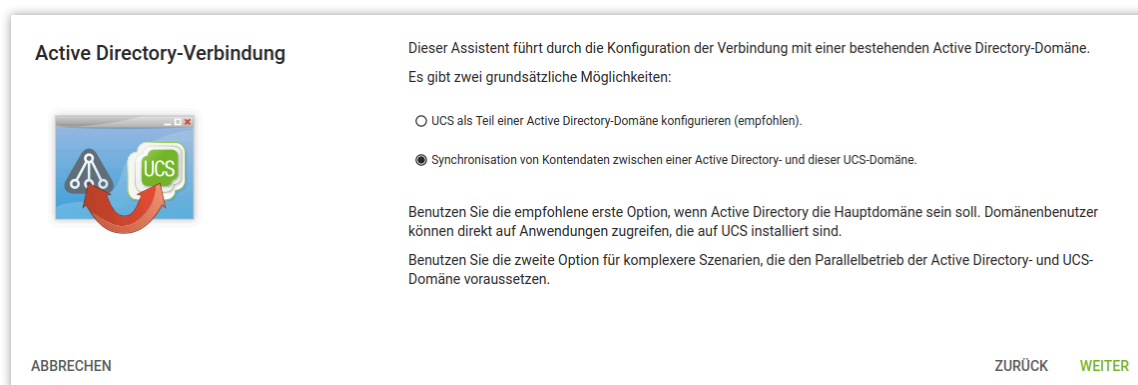 Active Directory-Verbindung
UCS
Dieser Assistent führt durch die Konfiguration der Verbindung mit einer bestehenden Active Directory-Domäne.
Es gibt zwei grundsätzliche Möglichkeiten:
UCS als Teil einer Active Directory-Domäne konfigurieren (empfohlen).
Synchronisation von Kontendaten zwischen einer Active Directory- und dieser UCS-Domäne.
Benutzen Sie die empfohlene erste Option, wenn Active Directory die Hauptdomäne sein soll. Domänenbenutzer
können direkt auf Anwendungen zugreifen, die auf UCS installiert sind.
Benutzen Sie die zweite Option für komplexere Szenarien, die den Parallelbetrieb der Active Directory- und UCS-
Domäne voraussetzen.
ABBRECHEN
ZURÜCK
WEITER